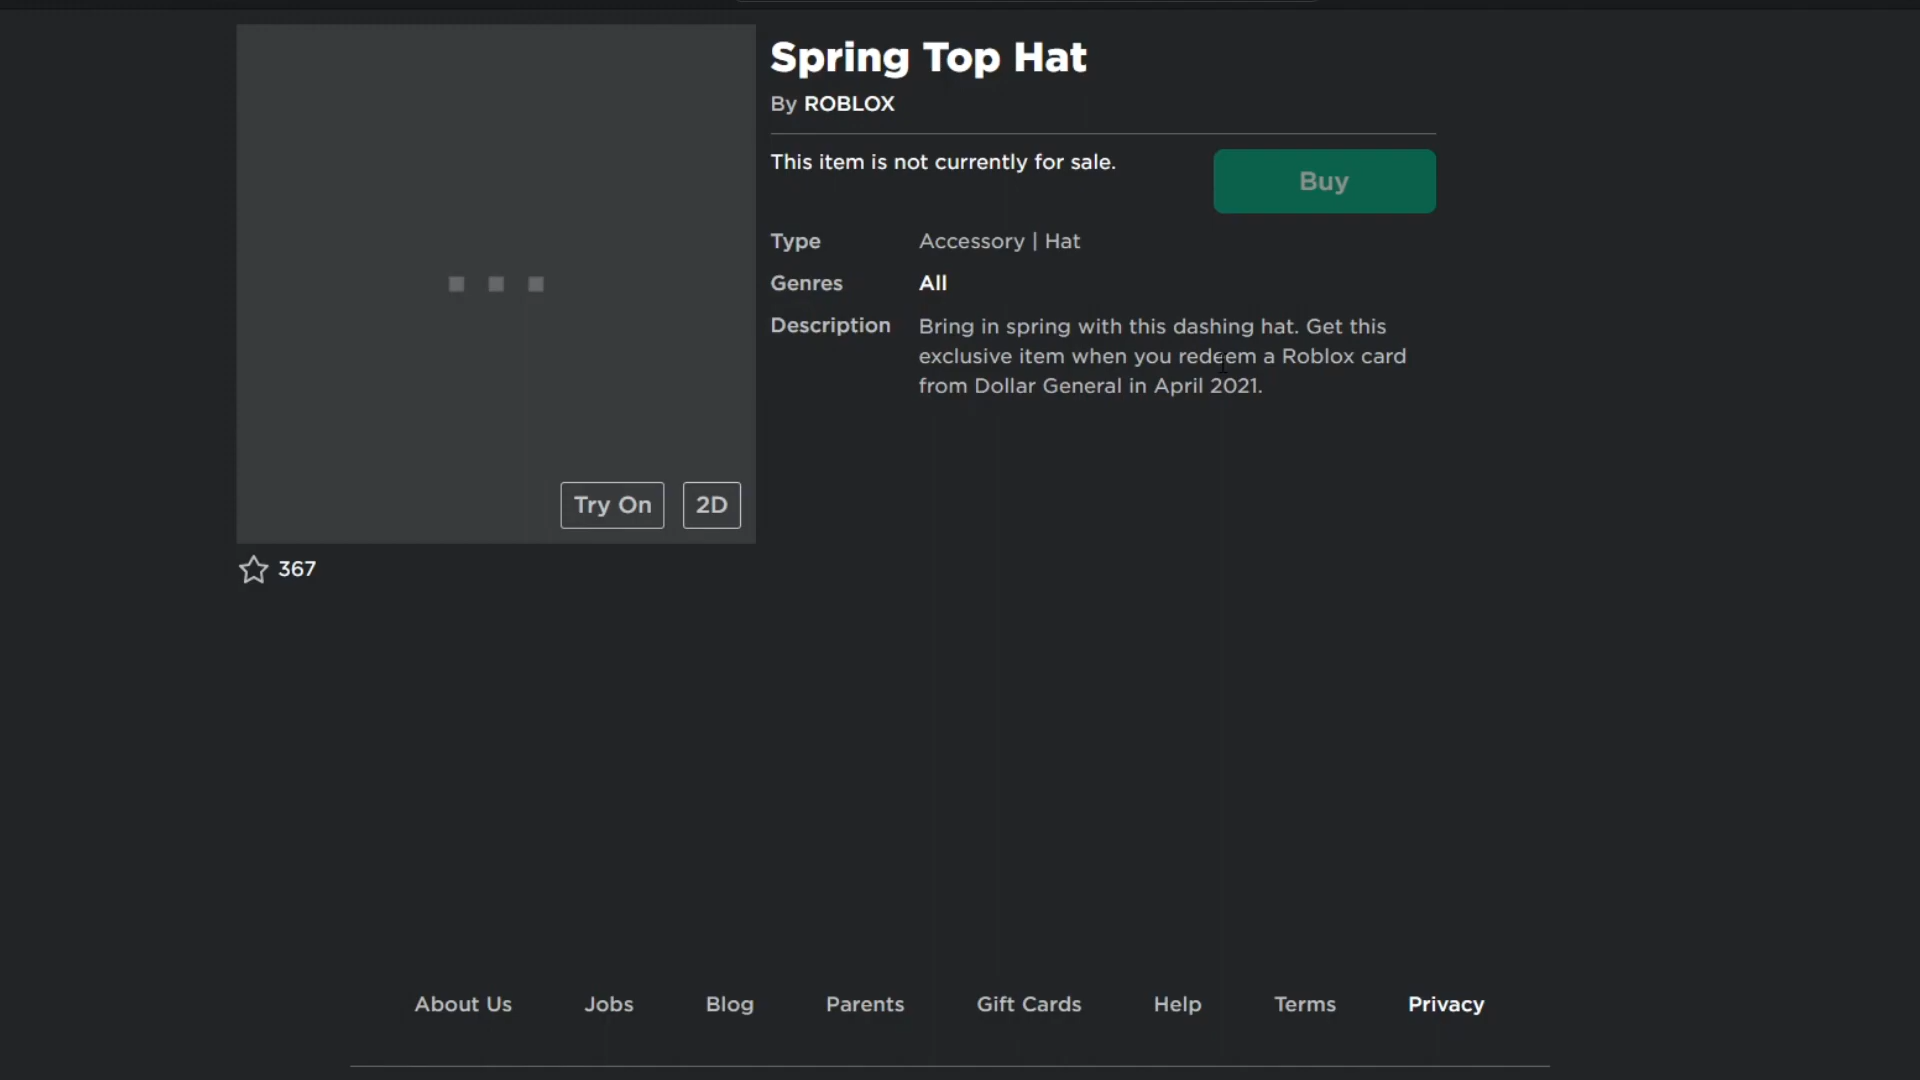 Spring Top Hat
By ROBLOX
This item is not currently for sale.
Buy
Type Accessory | Hat
Genres All
Description Bring in spring with this dashing hat. Get this
exclusive item when you redeem a Roblox card
from Dollar General in April 2021.
Try On 2D
367
About Us Jobs Blog Parents Gift Cards Help Terms Privacy